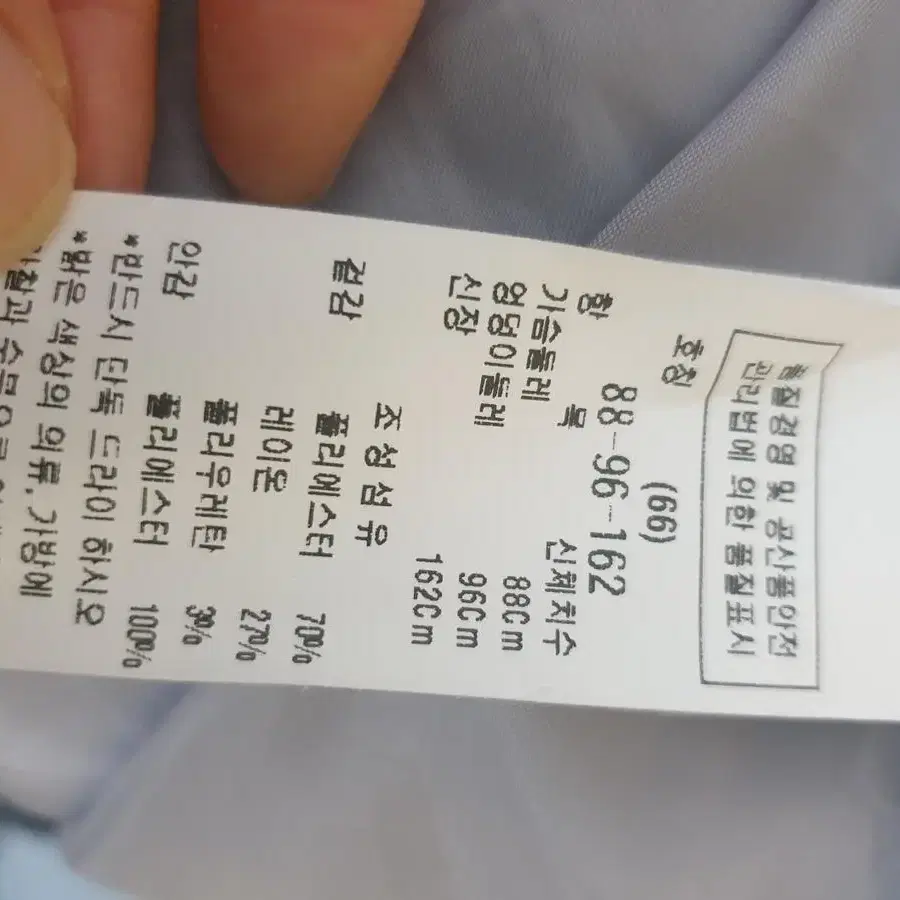 품질경영 및 공산품안전
관리법에 의한 품질표시
호칭
(66)
88-96-162
항 목 신체치수
가슴둘레 88Cm
엉덩이둘레 96Cm
신장 162Cm
조성섬유
겉감 폴리에스터 70%
레이온 27%
폴리우레탄 3%
안감 폴리에스터 100%
*반드시 단독 드라이 하시오
*밝은 색상의 의류,가방에